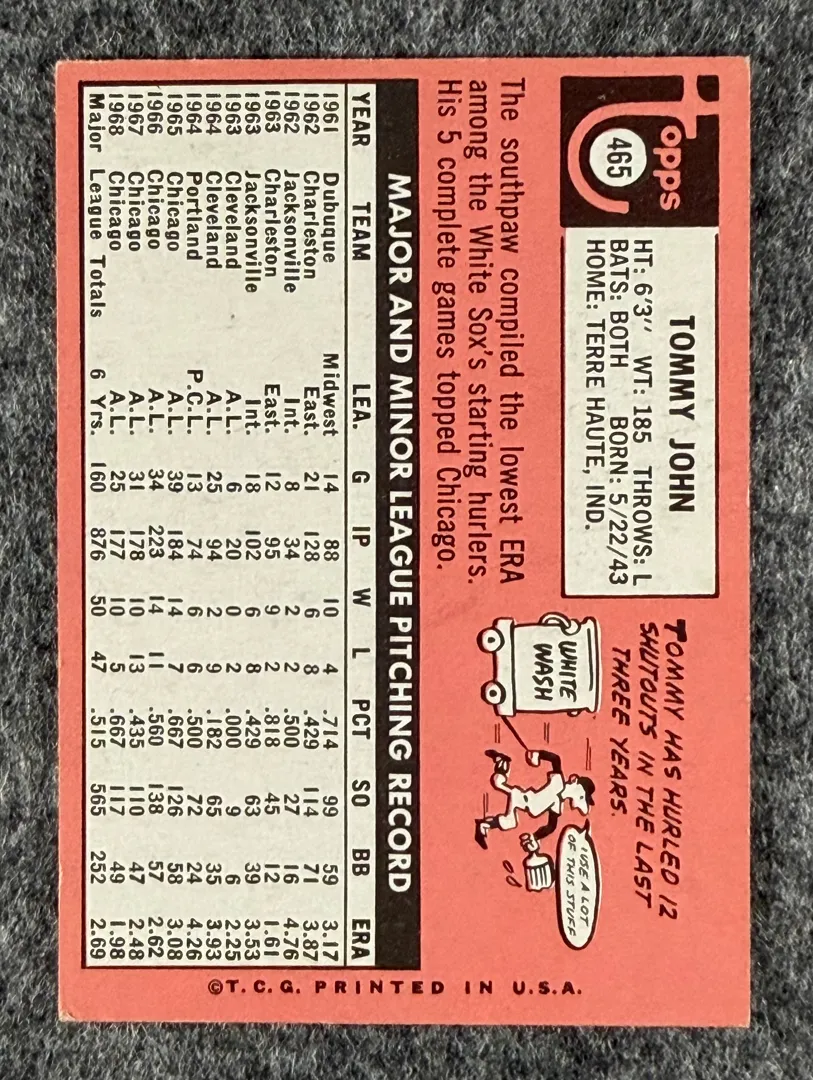 Topps
465
TOMMY JOHN
HT: 6'3" WT: 185 THROWS: L
BATS: BOTH BORN: 5/22/43
HOME: TERRE HAUTE, IND.
TOMMY HAS HURLED 12
SHUTOUTS IN THE LAST
THREE YEARS.
WHITE
WASH
I USE A LOT
OF THIS STUFF
The southpaw compiled the lowest ERA
among the White Sox's starting hurlers.
His 5 complete games topped Chicago.
MAJOR AND MINOR LEAGUE PITCHING RECORD
YEAR TEAM LEA. G IP W L PCT SO BB ERA
1961 Dubuque Midwest 14 88 10 4 .714 99 59 3.17
1962 Charleston East. 21 128 6 8 .429 114 71 3.87
1962 Jacksonville Int. 8 34 2 2 .500 27 16 4.76
1963 Charleston East. 12 95 9 2 .818 45 12 1.61
1963 Jacksonville Int. 18 102 6 8 .429 63 39 3.53
1963 Cleveland A.L. 6 20 0 2 .000 9 6 2.25
1964 Cleveland A.L. 25 94 2 9 .182 65 35 3.93
1964 Portland P.C.L. 13 74 6 6 .500 72 24 4.26
1965 Chicago A.L. 39 184 14 7 .667 126 58 3.08
1966 Chicago A.L. 34 223 14 11 .560 138 57 2.62
1967 Chicago A.L. 31 178 10 13 .435 110 47 2.48
1968 Chicago A.L. 25 177 10 5 .667 117 49 1.98
Major League Totals 6 Yrs. 160 876 50 47 .515 565 252 2.69
©T.C.G. PRINTED IN U.S.A.